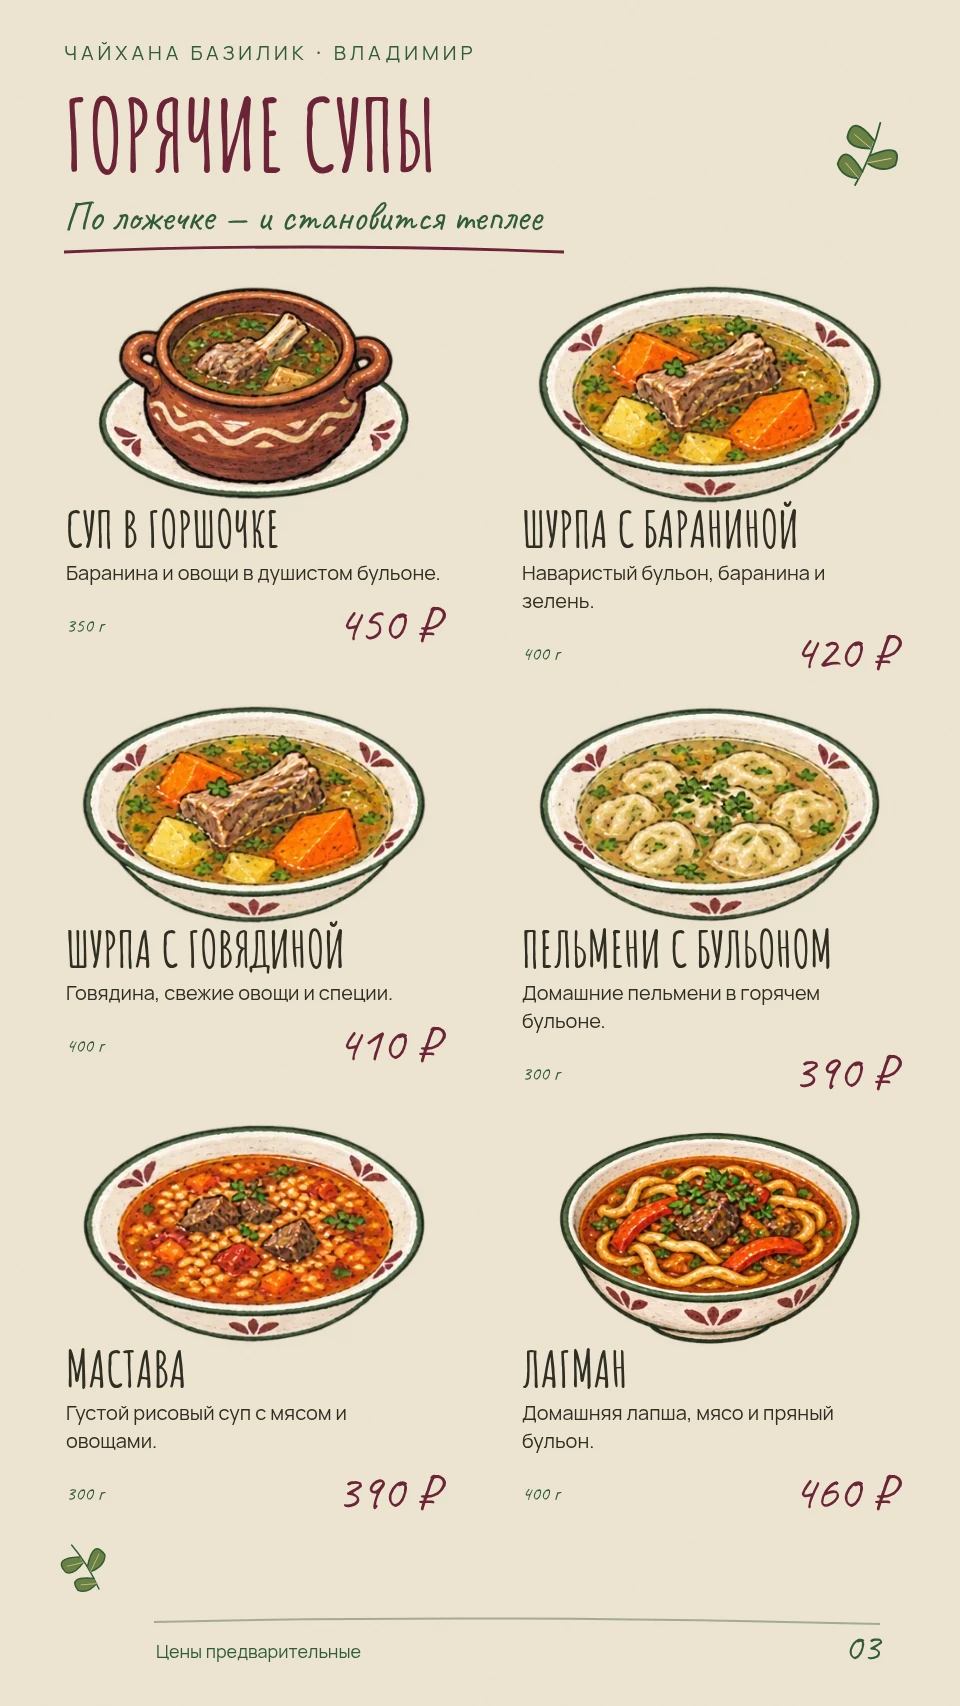 ЧАЙХАНА БАЗИЛИК · ВЛАДИМИР
ГОРЯЧИЕ СУПЫ
По ложечке — и становится теплее
СУП В ГОРШОЧКЕ
Баранина и овощи в душистом бульоне.
350 г
450 ₽
ШУРПА С БАРАНИНОЙ
Наваристый бульон, баранина и
зелень.
400 г
420 ₽
ШУРПА С ГОВЯДИНОЙ
Говядина, свежие овощи и специи.
400 г
410 ₽
ПЕЛЬМЕНИ С БУЛЬОНОМ
Домашние пельмени в горячем
бульоне.
300 г
390 ₽
МАСТАВА
Густой рисовый суп с мясом и
овощами.
300 г
390 ₽
ЛАГМАН
Домашняя лапша, мясо и пряный
бульон.
400 г
460 ₽
Цены предварительные
03